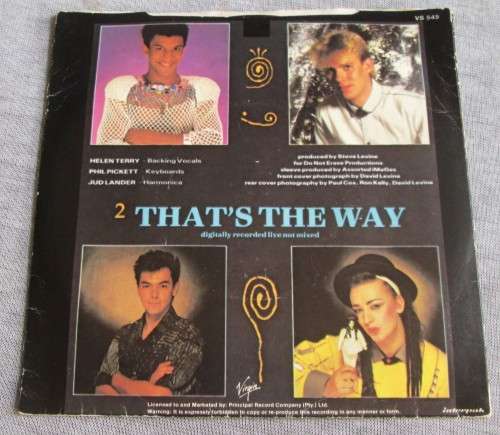 VS 545
HELEN TERRY - Backing Vocals
PHIL PICKETT - Keyboards
JUD LANDER - Harmonica
produced by Steve Levine
for Do Not Erase Productions
sleeve produced by Assorted iMaGes
front cover photograph by David Levine
rear cover photography by Paul Cox, Ron Kelly, David Levine
2 THAT'S THE WAY
digitally recorded live not mixed
Virgin
Licensed to and Marketed by: Principal Record Company (Pty.) Ltd.
Warning: It is expressly forbidden to copy or re-produce this recording in any manner or form.
interpak